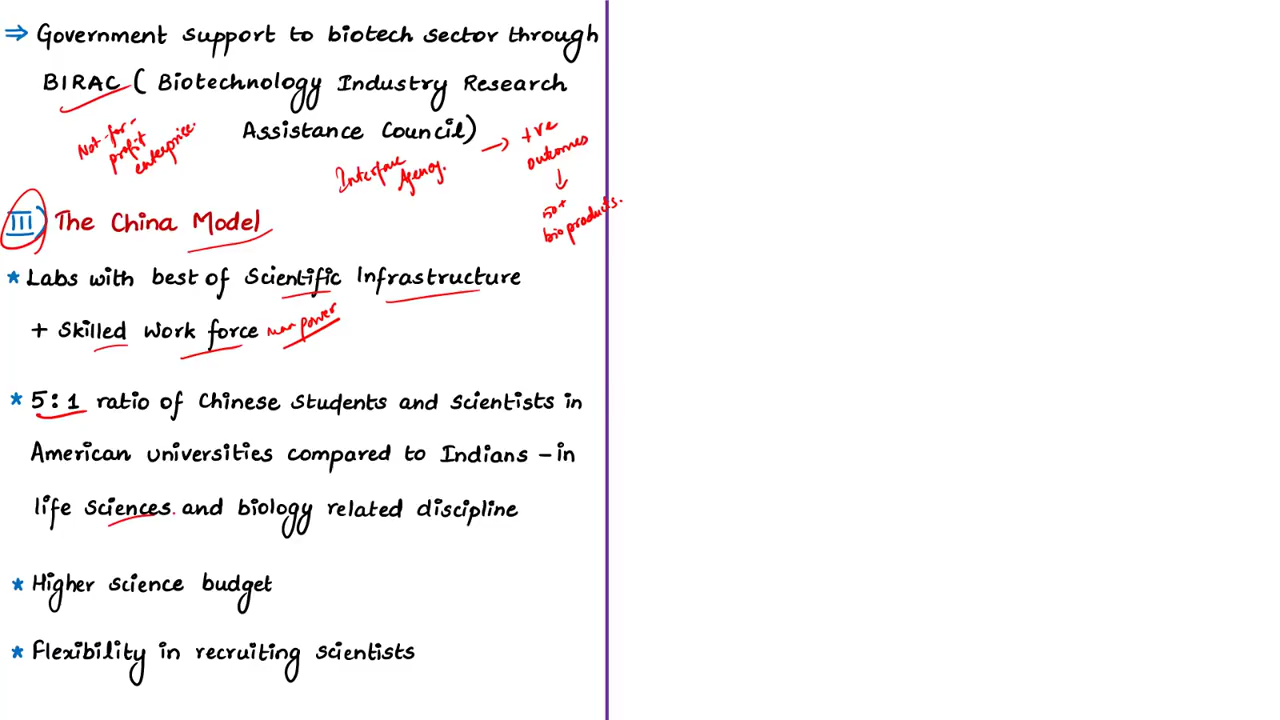 ⇒ Government support to biotech sector through
BIRAC ( Biotechnology Industry Research
Assistance Council)
Not-for-
profit
enterprise.
Interface
Agency.
→ +ve
outcomes
↓
50+
bioproducts.
III The China Model
* Labs with best of Scientific Infrastructure
+ Skilled Work force man power
* 5:1 ratio of Chinese Students and Scientists in
American universities compared to Indians - in
life sciences. and biology related discipline
* Higher science budget
* Flexibility in recruiting scientists